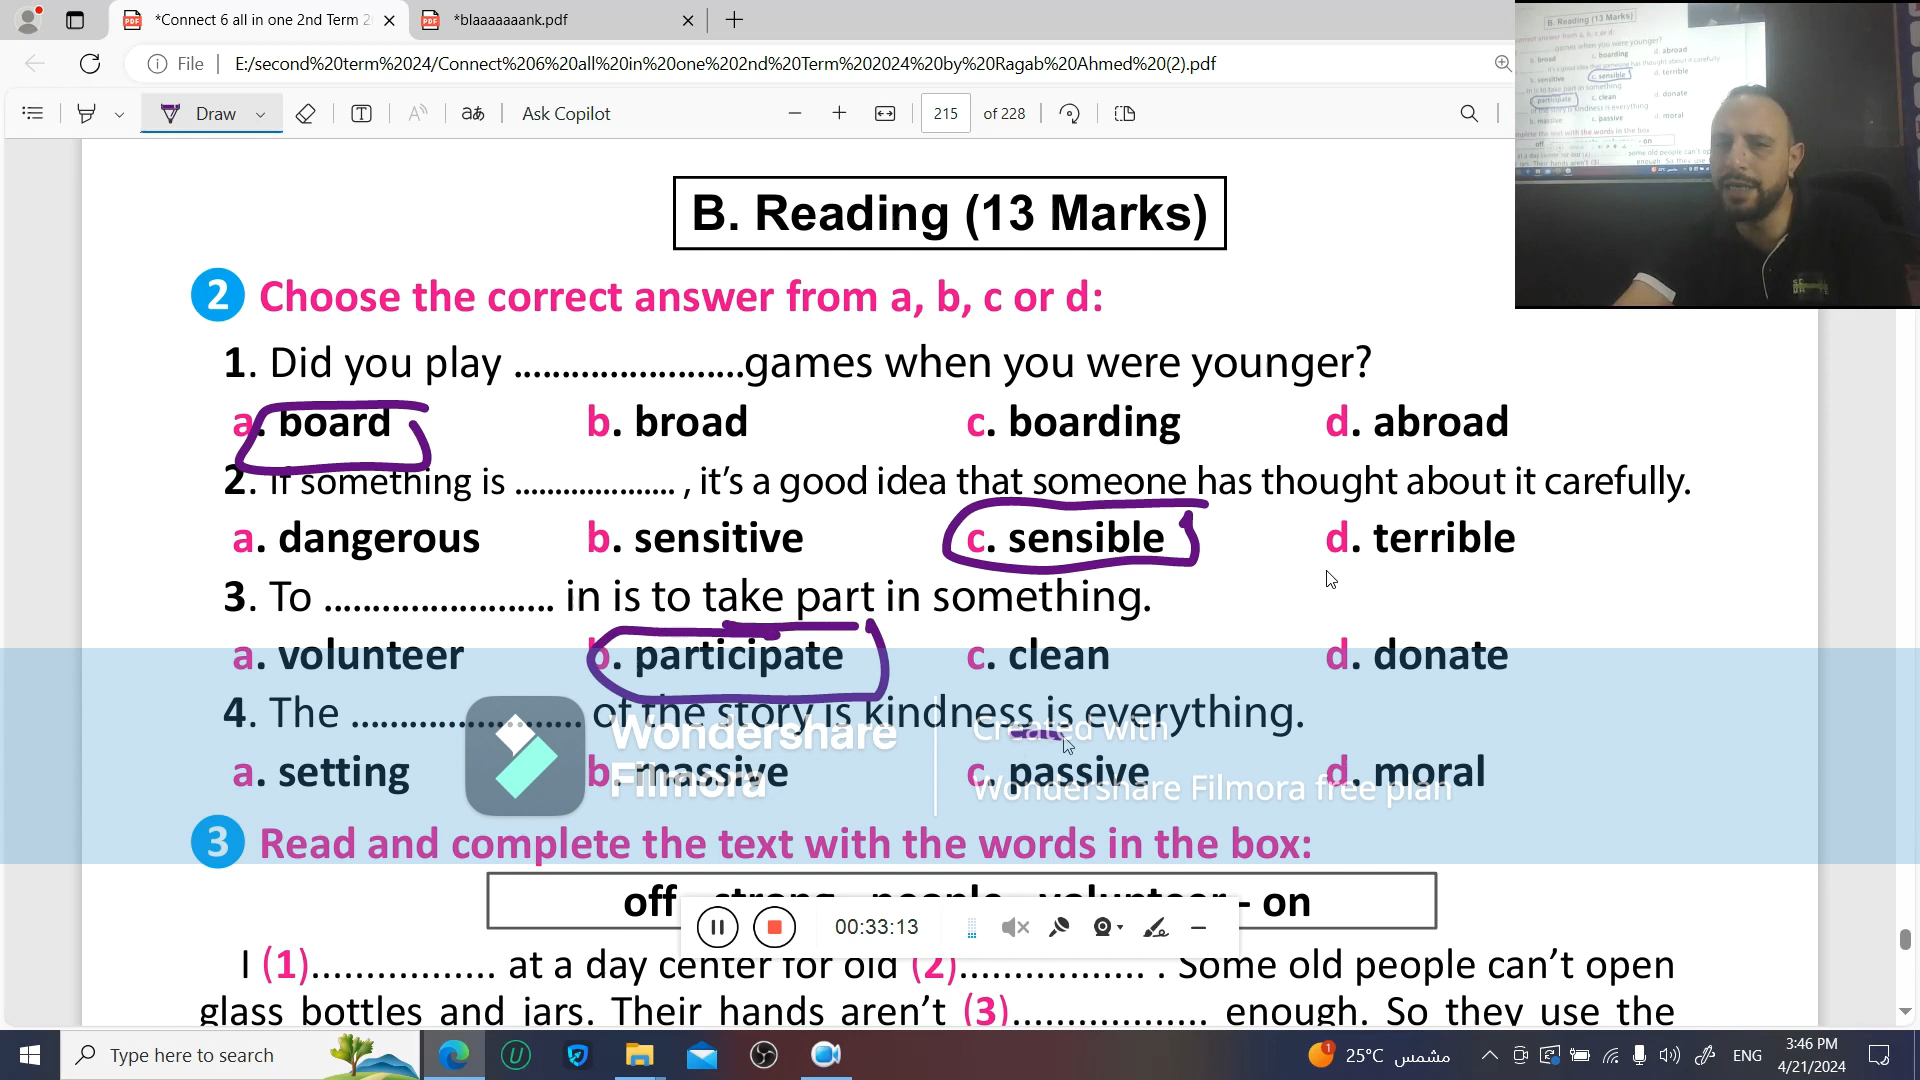 *Connect 6 all in one 2nd Term 2
*blaaaaaaank.pdf
File
E:/second%20term%2024/Connect%206%20all%20in%20one%202nd%20Term%202024%20by%20Ragab%20Ahmed%20(2).pdf
Draw
Ask Copilot
215 of 228
B. Reading (13 Marks)
2 Choose the correct answer from a, b, c or d:
1. Did you play ........................games when you were younger?
a. board b. broad c. boarding d. abroad
2. If something is .................... , it's a good idea that someone has thought about it carefully.
a. dangerous b. sensitive c. sensible d. terrible
3. To ........................ in is to take part in something.
a. volunteer b. participate c. clean d. donate
4. The ........................ of the story is kindness is everything.
a. setting b. massive c. passive d. moral
Wondershare Filmora
Created with
Wondershare Filmora free plan
3 Read and complete the text with the words in the box:
off - strong - people - volunteer - on
00:33:13
I (1)................. at a day center for old (2)................. . Some old people can't open
glass bottles and jars. Their hands aren't (3)................. enough. So they use the
Type here to search
25°C مشمس
ENG
3:46 PM
4/21/2024